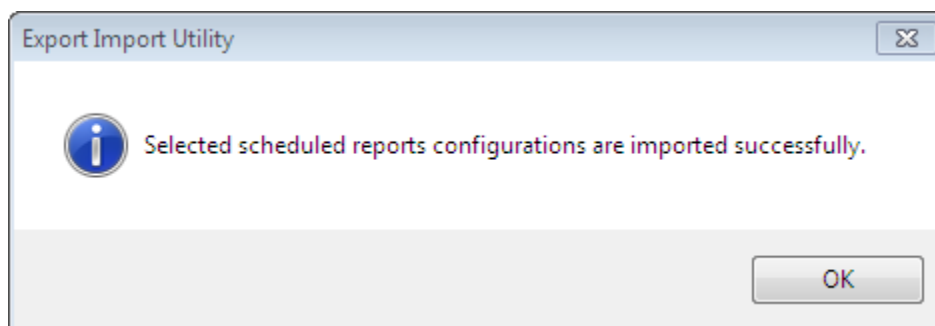 Export Import Utility
Selected scheduled reports configurations are imported successfully.
OK